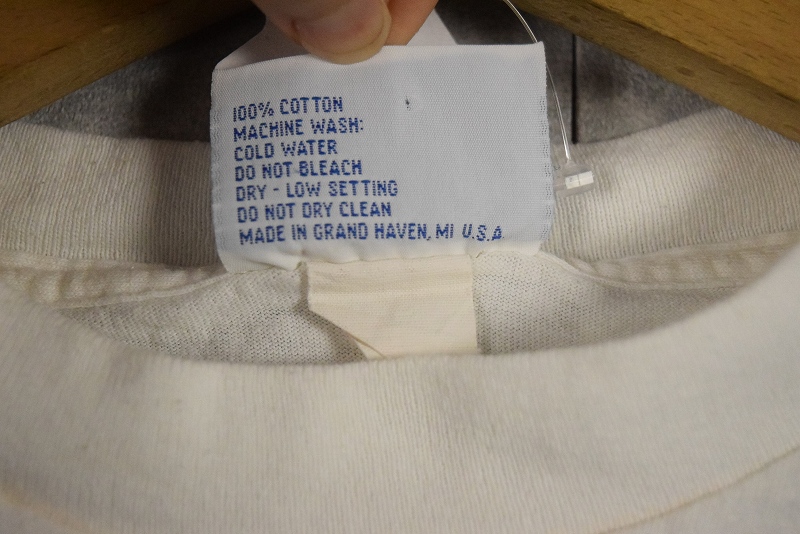 100% COTTON
MACHINE WASH:
COLD WATER
DO NOT BLEACH
DRY - LOW SETTING
DO NOT DRY CLEAN
MADE IN GRAND HAVEN, MI U.S.A.